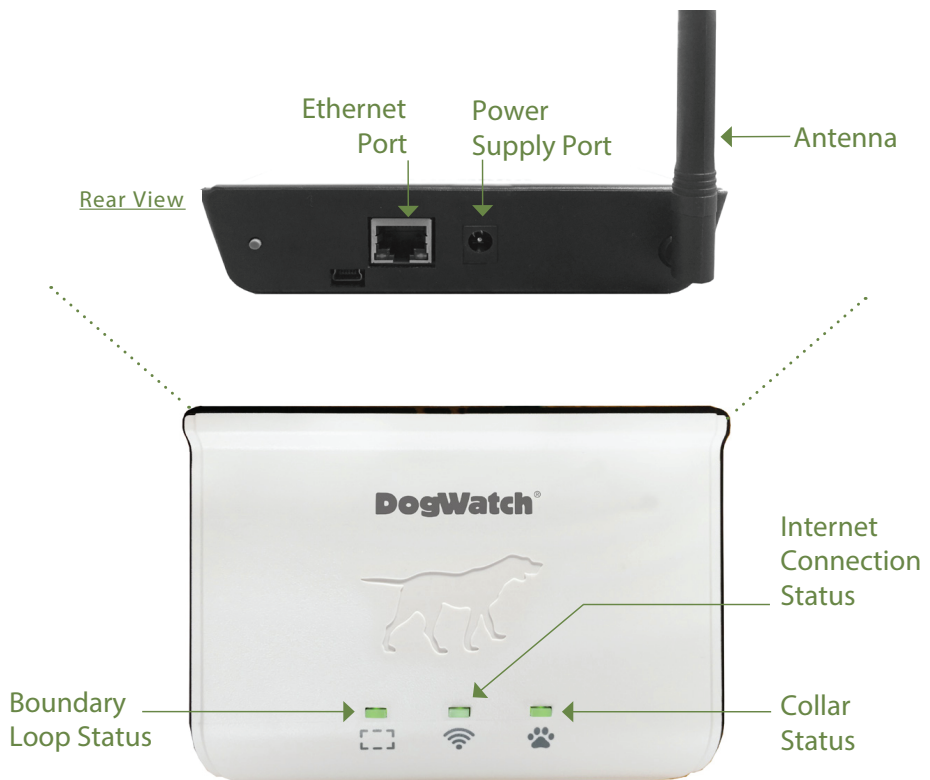 Ethernet
Port
Power
Supply Port
Antenna
Rear View
DogWatch®
Internet
Connection
Status
Boundary
Loop Status
Collar
Status